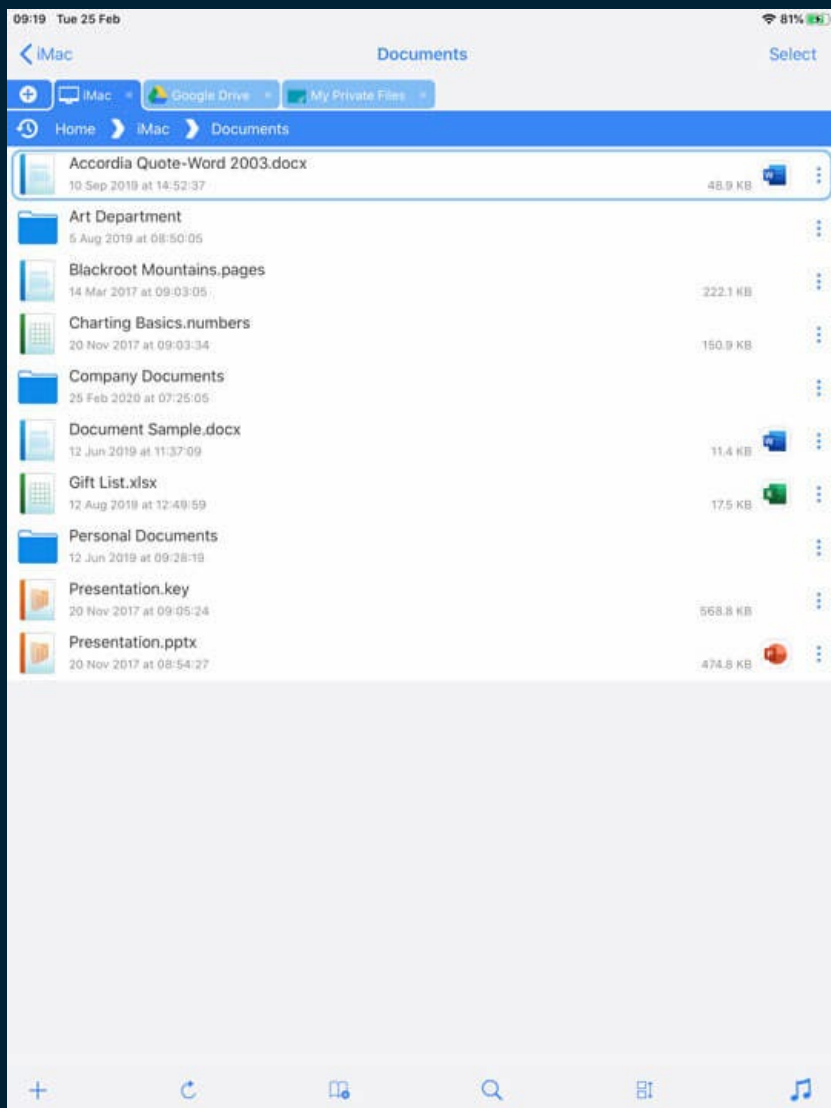 09:19 Tue 25 Feb 81%
iMac Documents Select
iMac Google Drive My Private Files
Home iMac Documents
Accordia Quote-Word 2003.docx
10 Sep 2019 at 14:52:37 48.9 KB
Art Department
5 Aug 2019 at 08:50:05
Blackroot Mountains.pages
14 Mar 2017 at 09:03:05 222.1 KB
Charting Basics.numbers
20 Nov 2017 at 09:03:34 150.9 KB
Company Documents
25 Feb 2020 at 07:25:05
Document Sample.docx
12 Jun 2019 at 11:37:09 11.4 KB
Gift List.xlsx
12 Aug 2019 at 12:49:59 17.5 KB
Personal Documents
12 Jun 2019 at 09:28:19
Presentation.key
20 Nov 2017 at 09:05:24 568.8 KB
Presentation.pptx
20 Nov 2017 at 08:54:27 474.8 KB